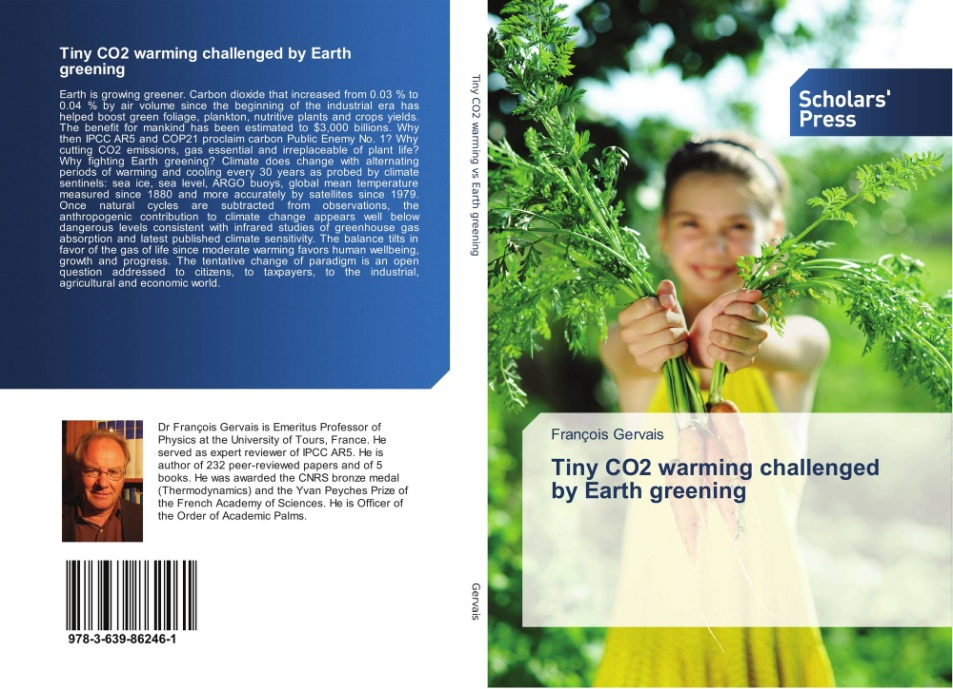 Tiny CO2 warming challenged by Earth
greening
Earth is growing greener. Carbon dioxide that increased from 0.03 % to
0.04 % by air volume since the beginning of the industrial era has
helped boost green foliage, plankton, nutritive plants and crops yields.
The benefit for mankind has been estimated to $3,000 billions. Why
then IPCC AR5 and COP21 proclaim carbon Public Enemy No. 1? Why
cutting CO2 emissions, gas essential and irreplaceable of plant life?
Why fighting Earth greening? Climate does change with alternating
periods of warming and cooling every 30 years as probed by climate
sentinels: sea ice, sea level, ARGO buoys, global mean temperature
measured since 1880 and more accurately by satellites since 1979.
Once natural cycles are subtracted from observations, the
anthropogenic contribution to climate change appears well below
dangerous levels consistent with infrared studies of greenhouse gas
absorption and latest published climate sensitivity. The balance tilts in
favor of the gas of life since moderate warming favors human wellbeing,
growth and progress. The tentative change of paradigm is an open
question addressed to citizens, to taxpayers, to the industrial,
agricultural and economic world.
Dr François Gervais is Emeritus Professor of
Physics at the University of Tours, France. He
served as expert reviewer of IPCC AR5. He is
author of 232 peer-reviewed papers and of 5
books. He was awarded the CNRS bronze medal
(Thermodynamics) and the Yvan Peyches Prize of
the French Academy of Sciences. He is Officer of
the Order of Academic Palms.
978-3-639-86246-1
Tiny CO2 warming vs Earth greening
Gervais
Scholars'
Press
François Gervais
Tiny CO2 warming challenged
by Earth greening